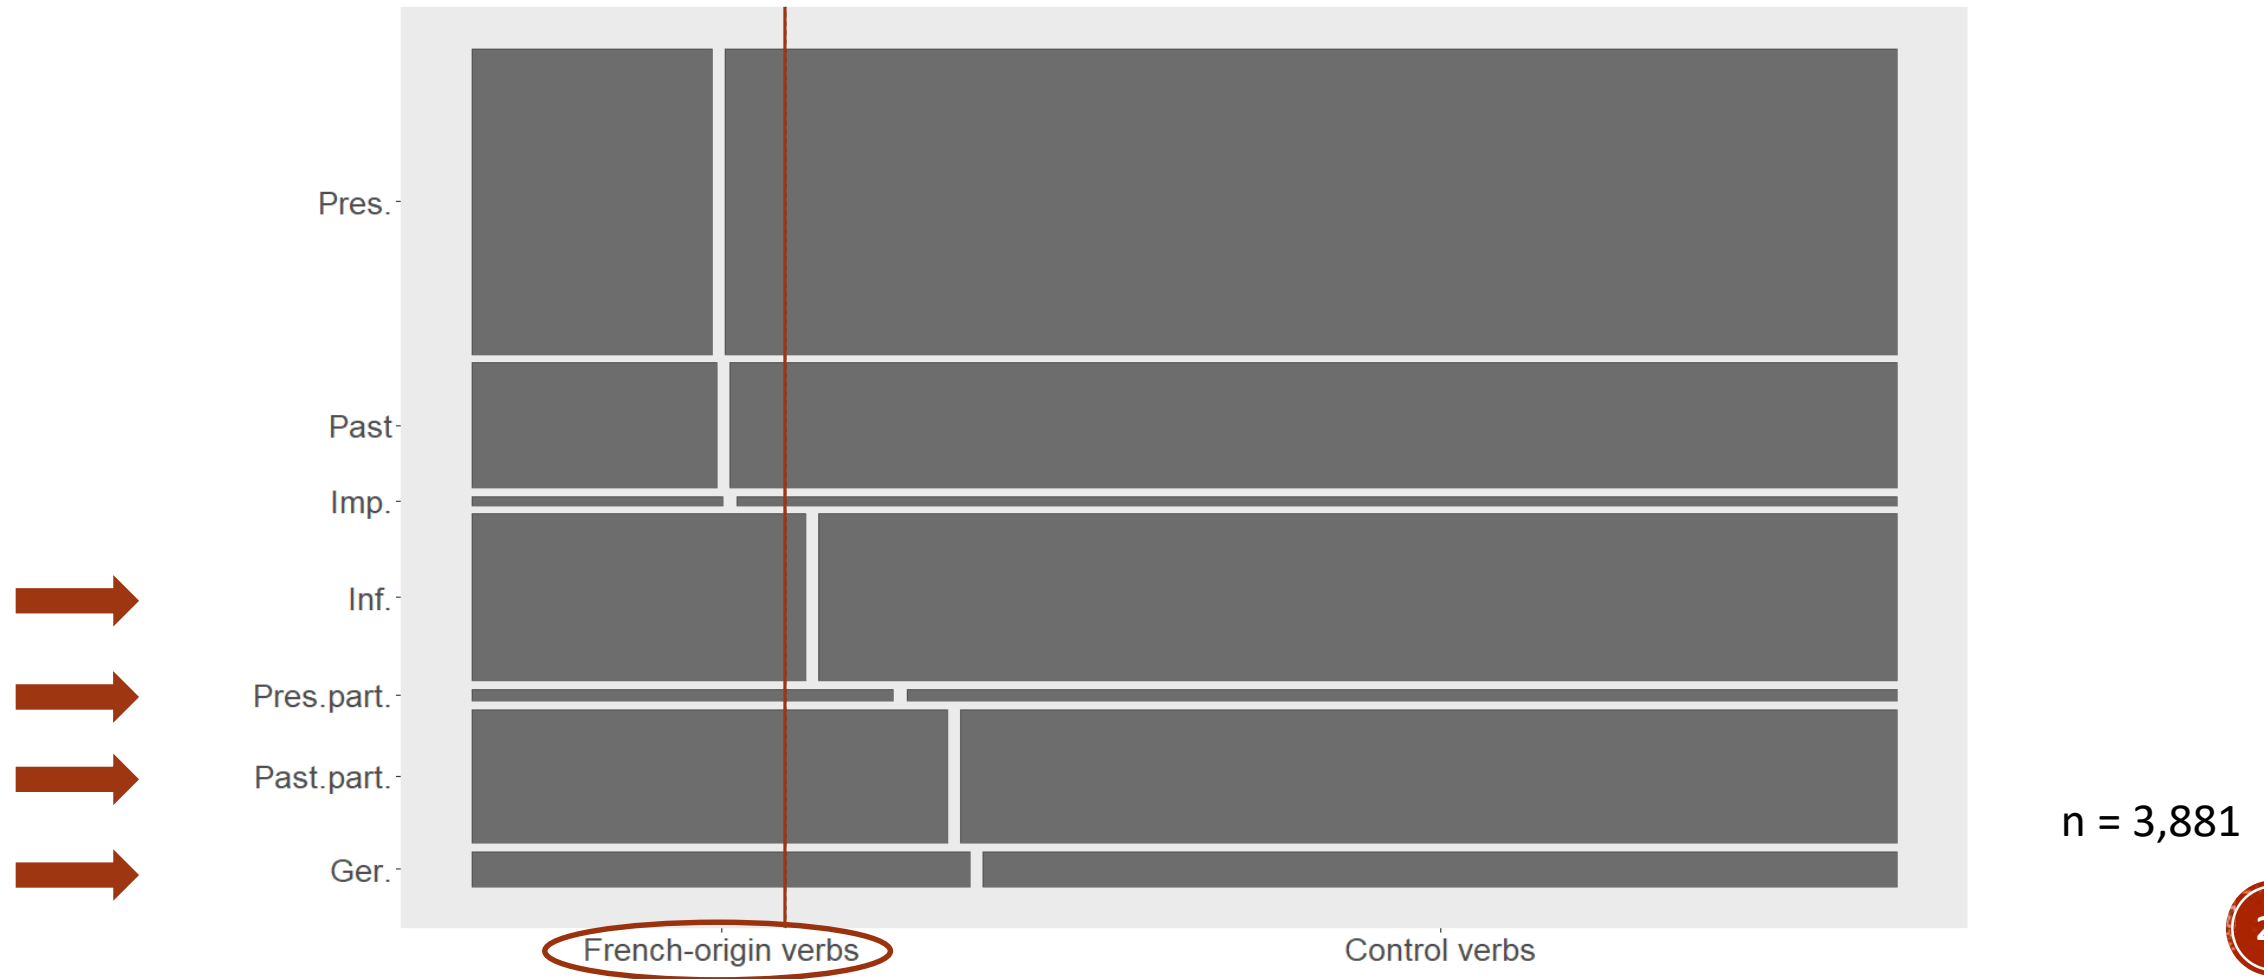 Pres.
Past
Imp.
Inf.
Pres.part.
Past.part.
Ger.
n = 3,881
French-origin verbs
Control verbs